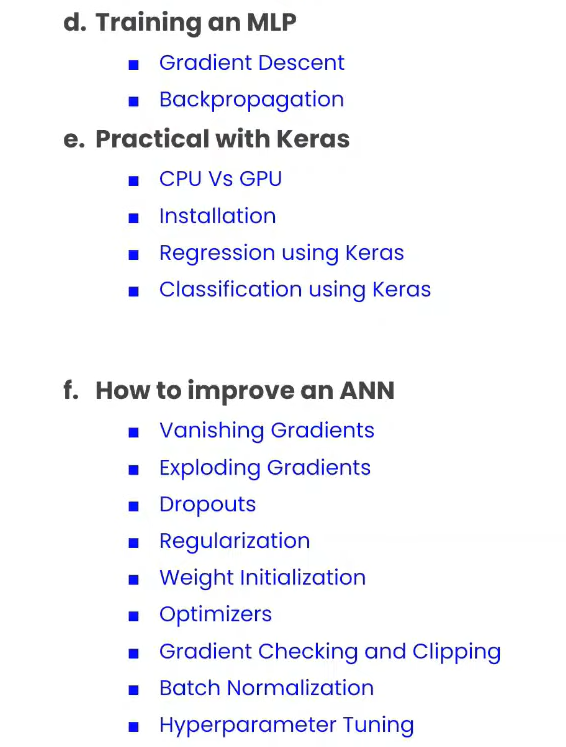 d. Training an MLP
■ Gradient Descent
■ Backpropagation
e. Practical with Keras
■ CPU Vs GPU
■ Installation
■ Regression using Keras
■ Classification using Keras
f. How to improve an ANN
■ Vanishing Gradients
■ Exploding Gradients
■ Dropouts
■ Regularization
■ Weight Initialization
■ Optimizers
■ Gradient Checking and Clipping
■ Batch Normalization
■ Hyperparameter Tuning